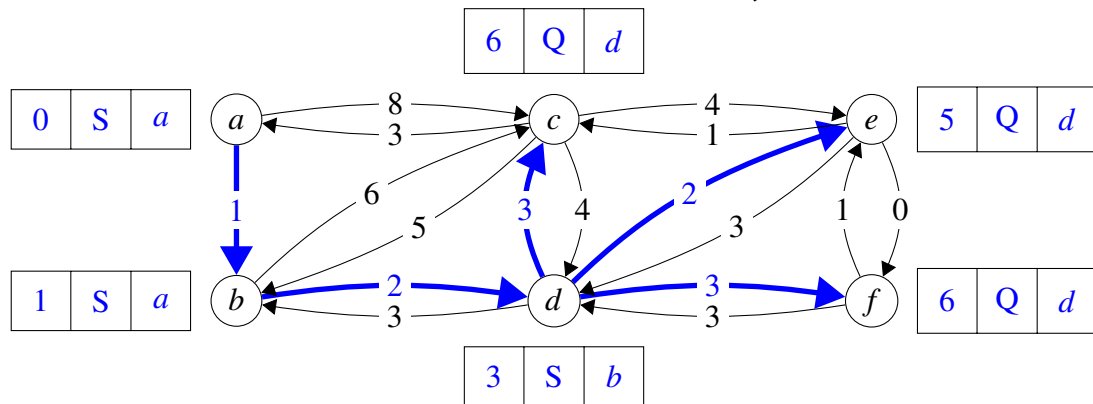 6 Q d
0 S a
a 8 c 4 e
3 1
5 Q d
6
1 3 2 1 0
5 4 3
1 S a
b 2 d 3 f
3 3
6 Q d
3 S b